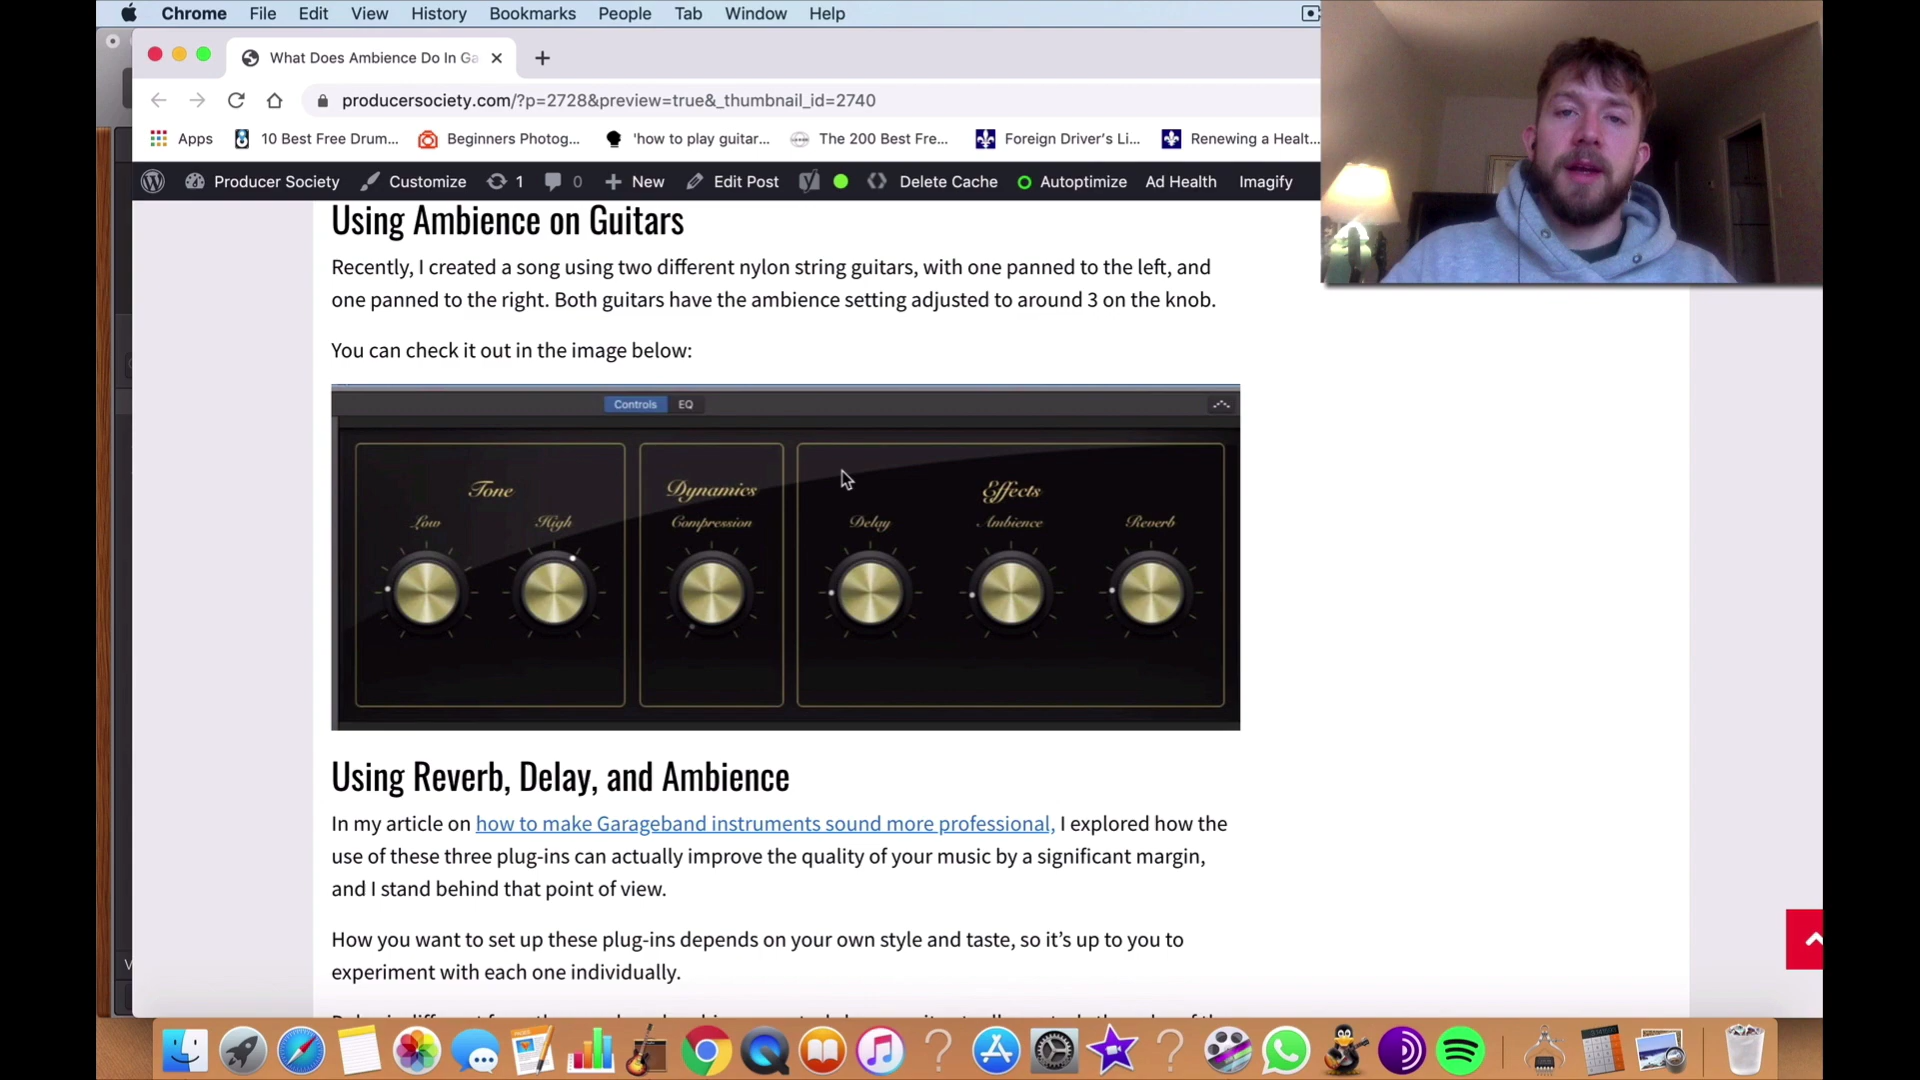 Chrome File Edit View History Bookmarks People Tab Window Help
What Does Ambience Do In Ga
producersociety.com/?p=2728&preview=true&_thumbnail_id=2740
Apps 10 Best Free Drum... Beginners Photog... 'how to play guitar... The 200 Best Fre... Foreign Driver's Li... Renewing a Healt...
Producer Society Customize 1 0 New Edit Post Delete Cache Autoptimize Ad Health Imagify
Using Ambience on Guitars
Recently, I created a song using two different nylon string guitars, with one panned to the left, and
one panned to the right. Both guitars have the ambience setting adjusted to around 3 on the knob.
You can check it out in the image below:
Controls EQ
Tone Dynamics Effects
Low High Compression Delay Ambience Reverb
Using Reverb, Delay, and Ambience
In my article on how to make Garageband instruments sound more professional, I explored how the
use of these three plug-ins can actually improve the quality of your music by a significant margin,
and I stand behind that point of view.
How you want to set up these plug-ins depends on your own style and taste, so it's up to you to
experiment with each one individually.